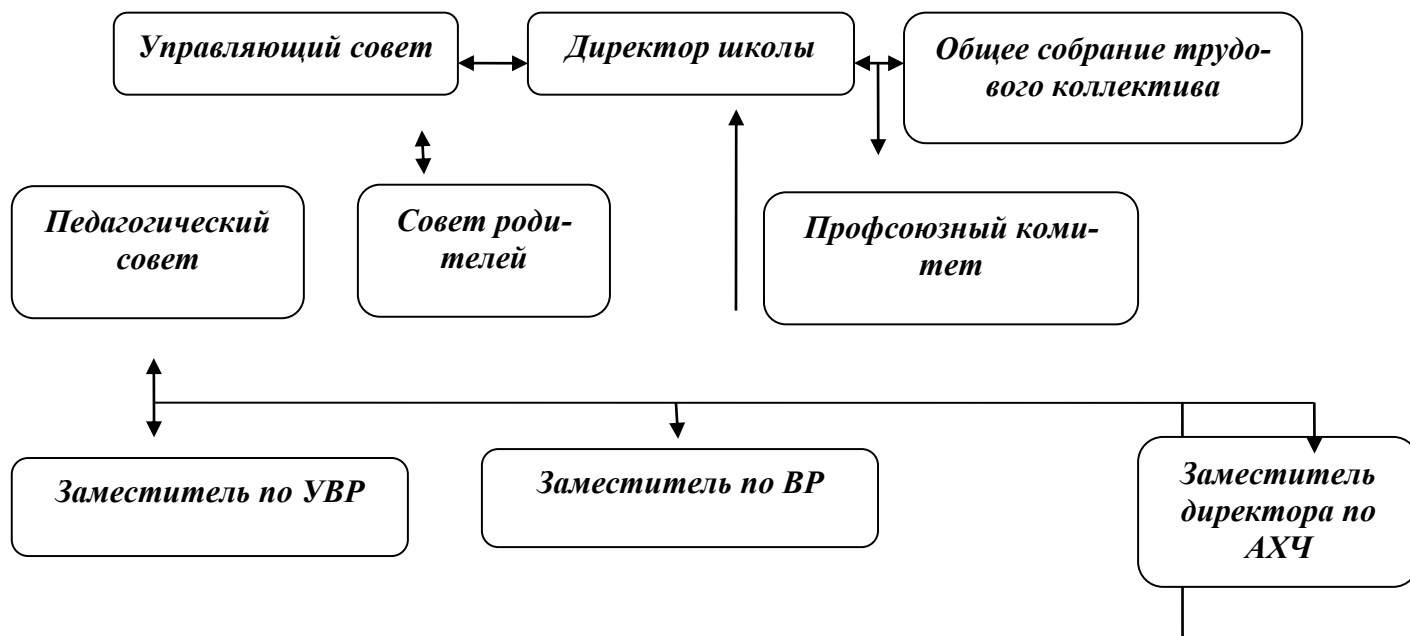 Управляющий совет
Директор школы
Общее собрание трудо-
вого коллектива
Педагогический
совет
Совет роди-
телей
Профсоюзный коми-
тет
Заместитель по УВР
Заместитель по ВР
Заместитель
директора по
АХЧ